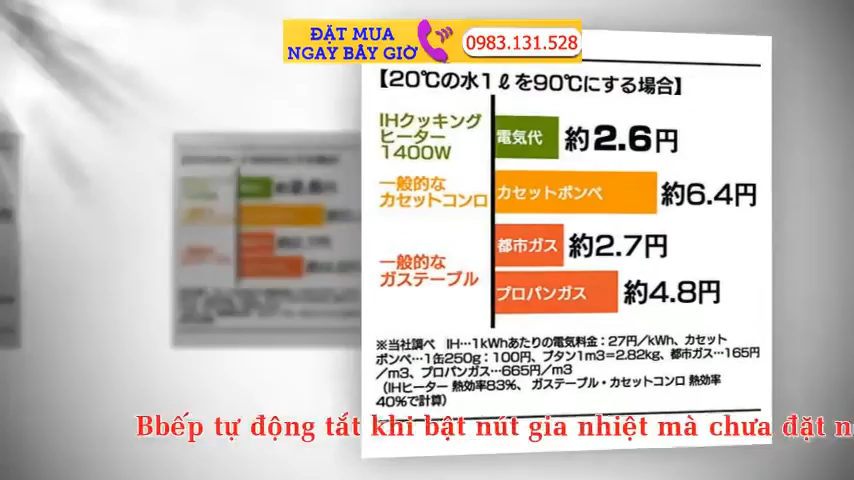 ĐẶT MUA
NGAY BÂY GIỜ
0983.131.528
【20℃の水1ℓを90℃にする場合】
IHクッキング
ヒーター
1400W
電気代
約2.6円
一般的な
カセットコンロ
カセットボンベ
約6.4円
一般的な
ガステーブル
都市ガス
約2.7円
プロパンガス
約4.8円
※当社調べ IH…1kWhあたりの電気料金:27円/kWh、カセット
ボンベ…1缶250g:100円、ブタン1m3=2.82kg、都市ガス…165円
/m3、プロパンガス…665円/m3
(IHヒーター 熱効率83%、ガステーブル・カセットコンロ 熱効率
40%で計算)
Bbếp tự động tắt khi bật nút gia nhiệt mà chưa đặt n